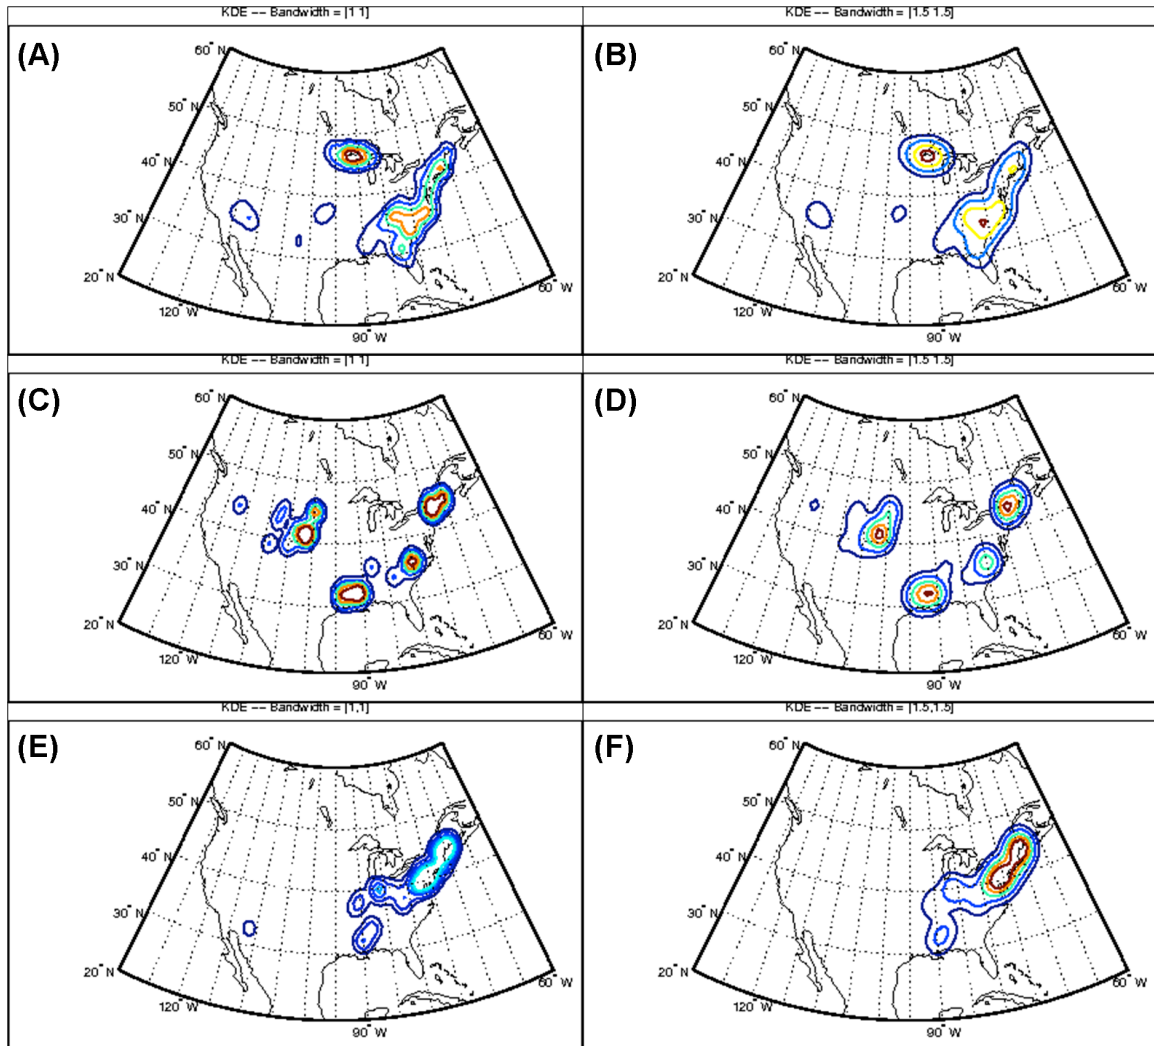 KDE -- Bandwidth = [1 1]
KDE -- Bandwidth = [1.5 1.5]
(A)
60° N
50° N
40° N
30° N
20° N
120° W
90° W
60° W
(B)
60° N
50° N
40° N
30° N
20° N
120° W
90° W
60° W
KDE -- Bandwidth = [1 1]
KDE -- Bandwidth = [1.5 1.5]
(C)
60° N
50° N
40° N
30° N
20° N
120° W
90° W
60° W
(D)
60° N
50° N
40° N
30° N
20° N
120° W
90° W
60° W
KDE -- Bandwidth = [1,1]
KDE -- Bandwidth = [1.5,1.5]
(E)
60° N
50° N
40° N
30° N
20° N
120° W
90° W
60° W
(F)
60° N
50° N
40° N
30° N
20° N
120° W
90° W
60° W